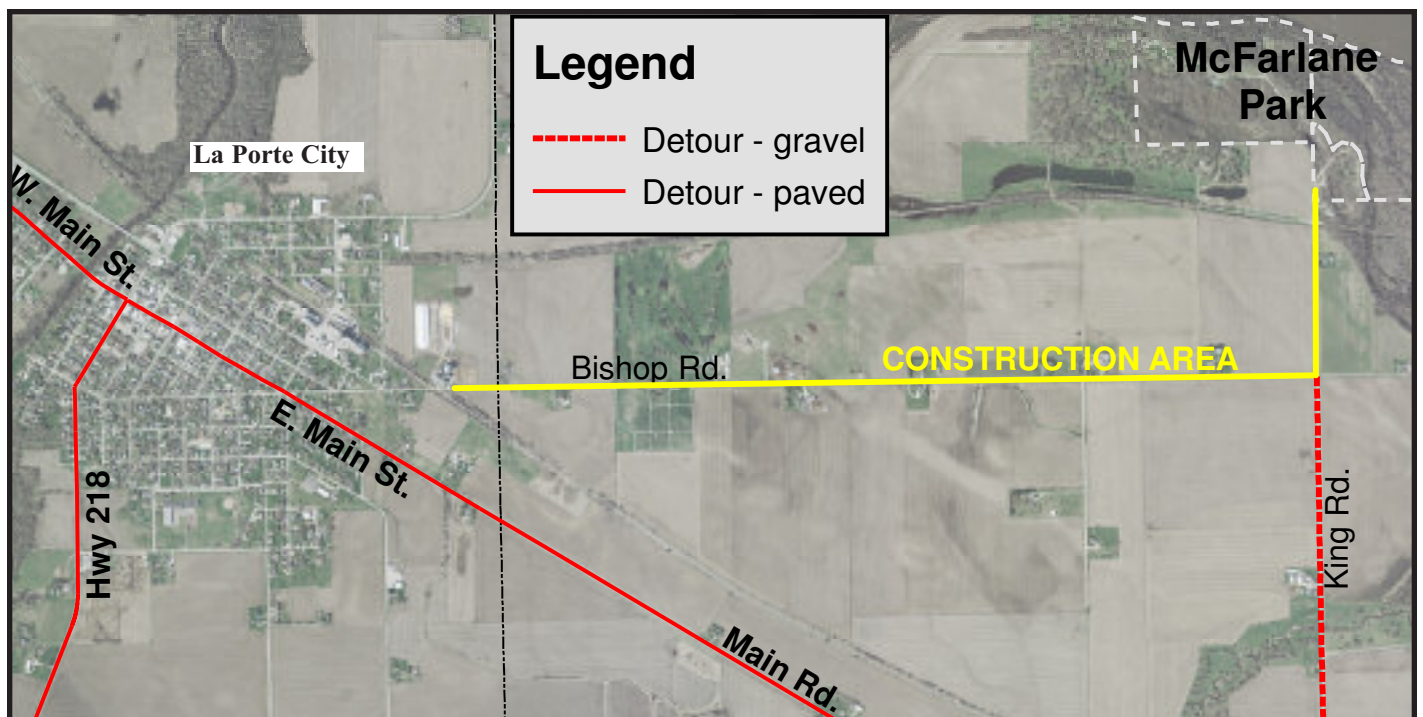 Legend
Detour - gravel
Detour - paved
McFarlane
Park
La Porte City
W. Main St.
Bishop Rd.
CONSTRUCTION AREA
E. Main St.
Hwy 218
King Rd.
Main Rd.